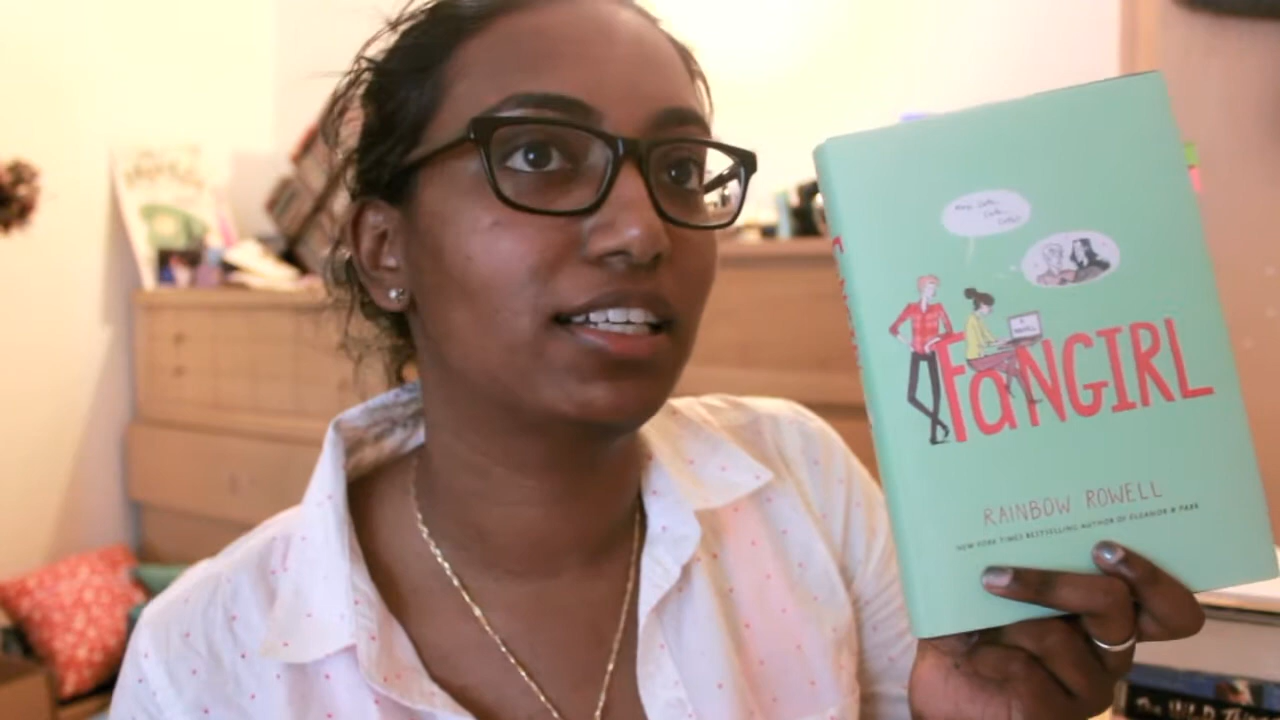 FANGIRL
RAINBOW ROWELL
NEW YORK TIMES BESTSELLING AUTHOR OF ELEANOR & PARK